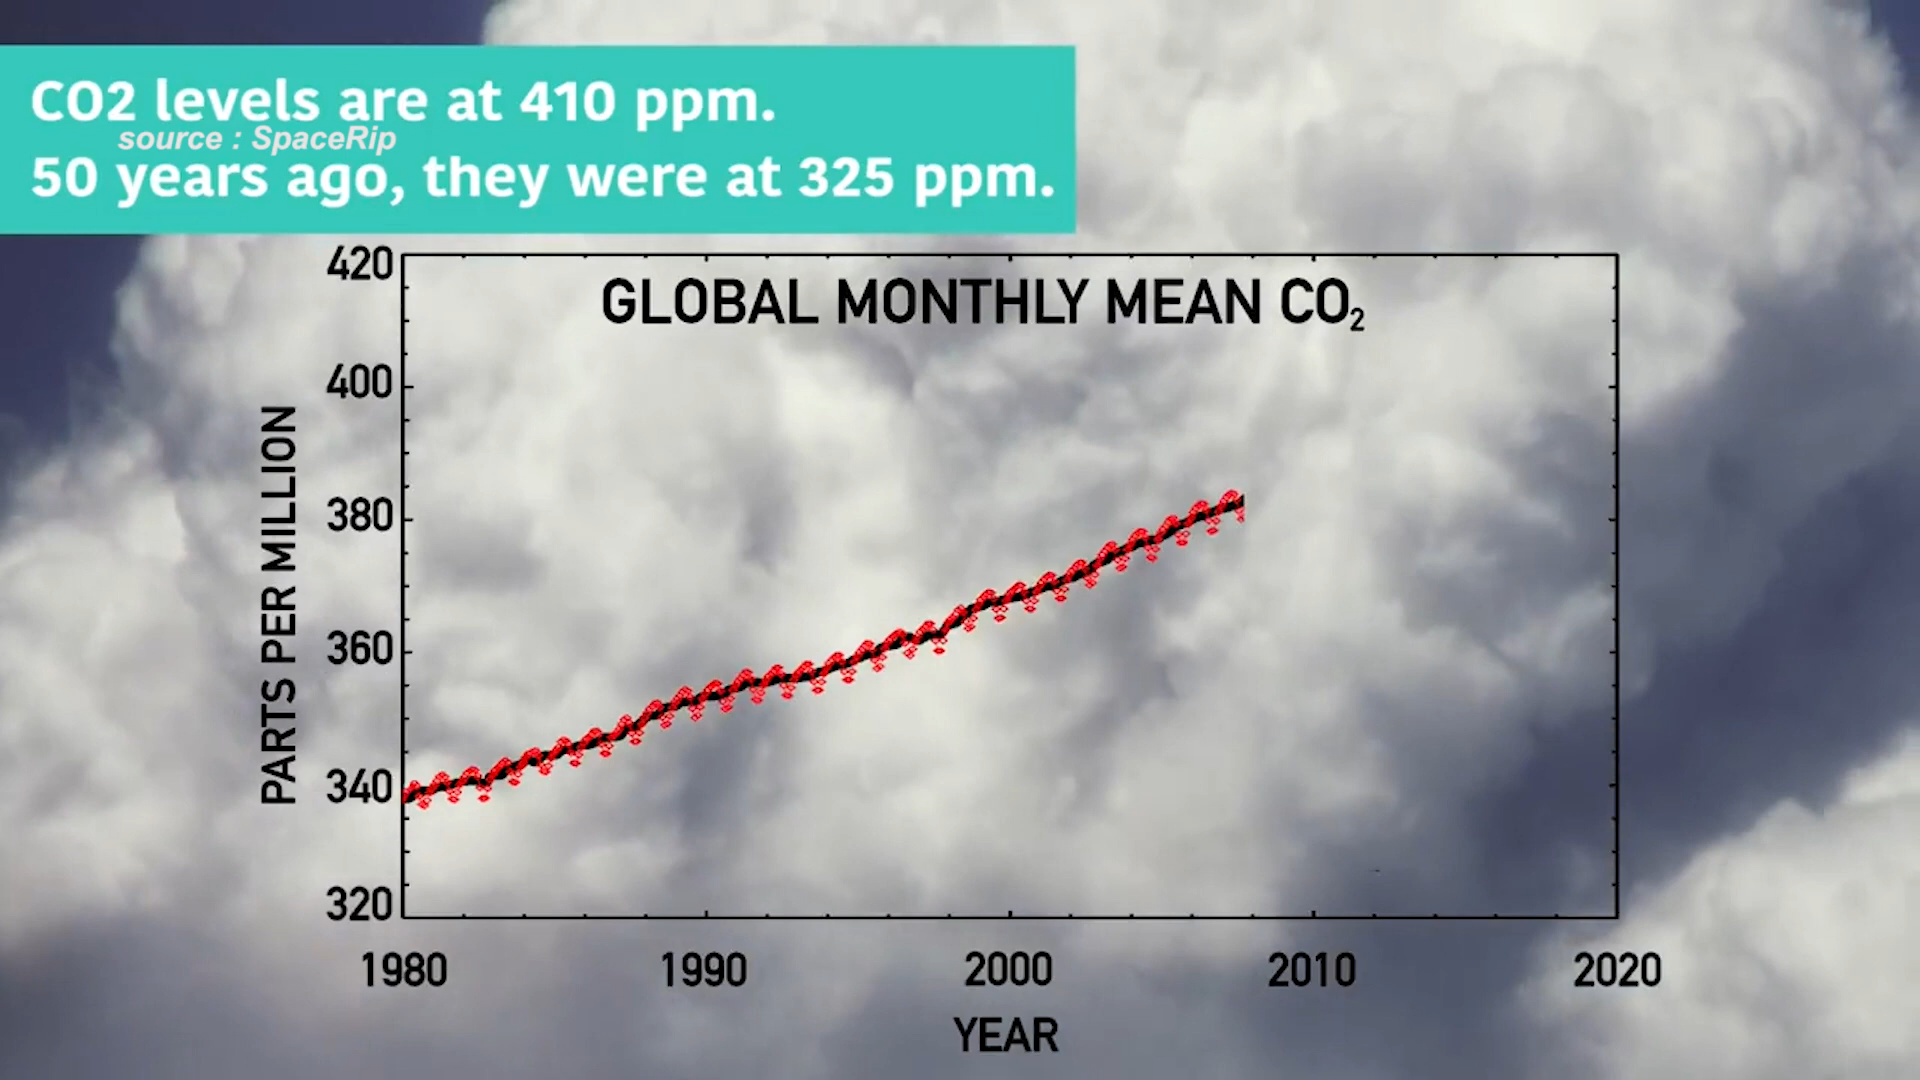 CO2 levels are at 410 ppm.
source : SpaceRip
50 years ago, they were at 325 ppm.
GLOBAL MONTHLY MEAN CO₂
PARTS PER MILLION
420
400
380
360
340
320
1980 1990 2000 2010 2020
YEAR